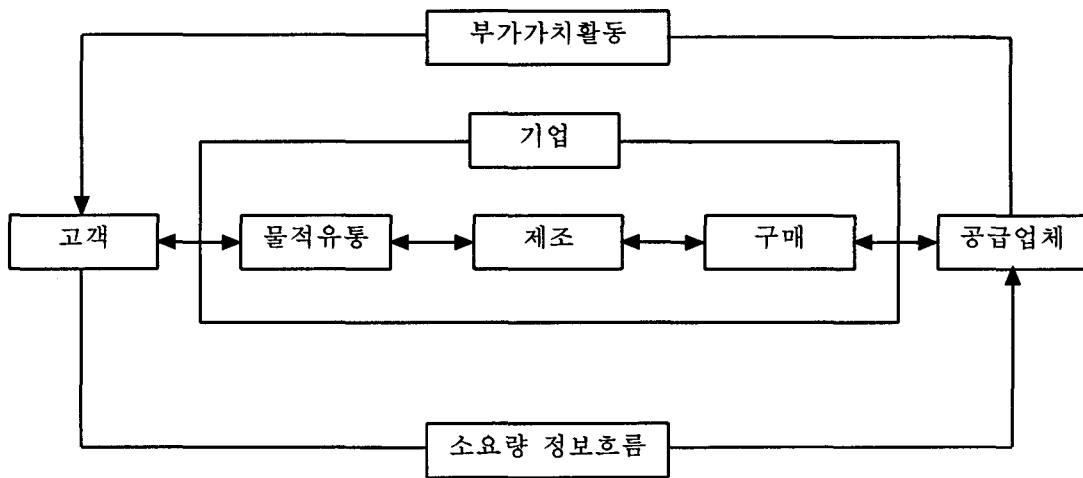 부가가치활동
기업
고객
물적유통
제조
구매
공급업체
소요량 정보흐름